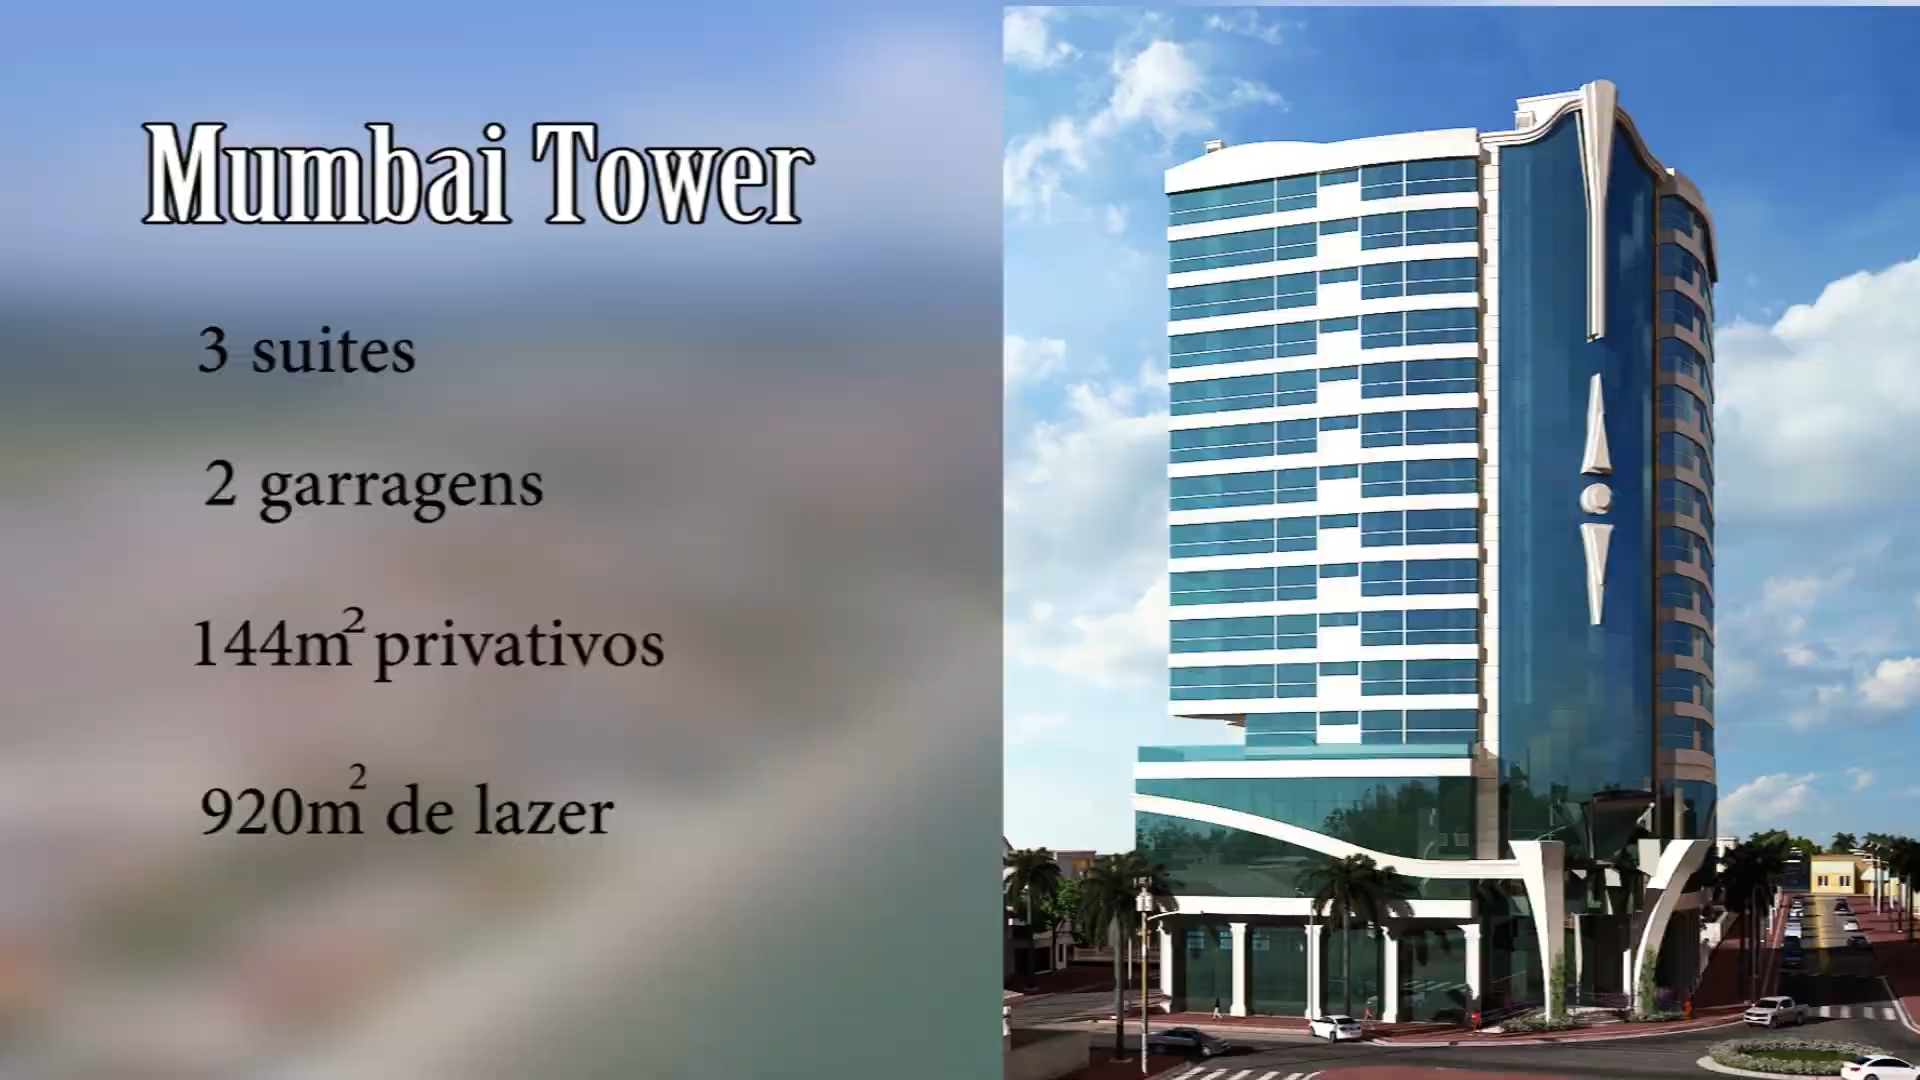 Mumbai Tower
3 suites
2 garragens
144m² privativos
920m² de lazer